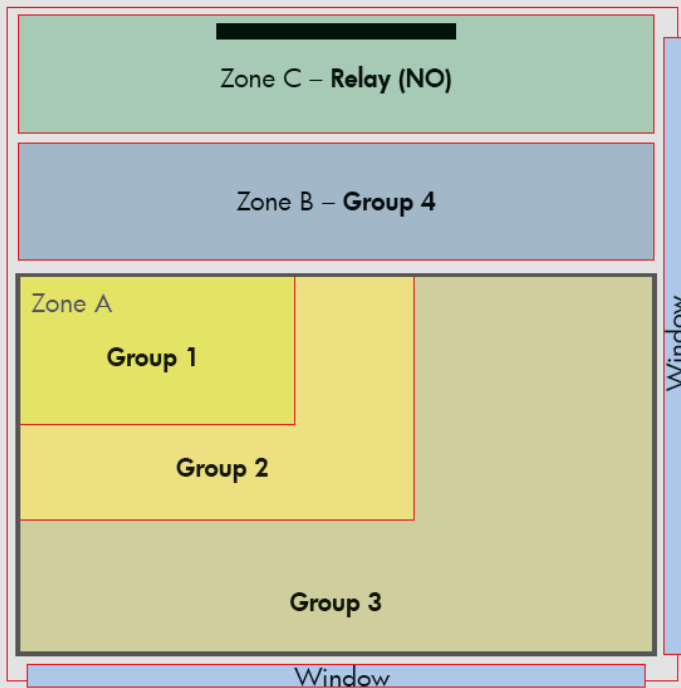 Zone C – Relay (NO)
Zone B – Group 4
Zone A
Group 1
Window
Group 2
Group 3
Window